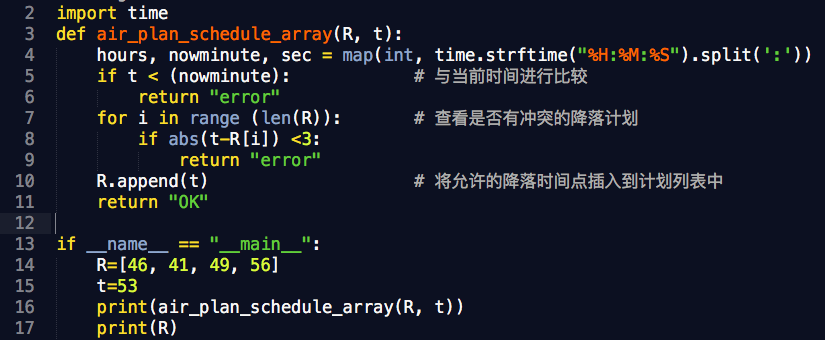 2 import time
3 def air_plan_schedule_array(R, t):
4     hours, nowminute, sec = map(int, time.strftime("%H:%M:%S").split(':'))
5     if t < (nowminute):            # 与当前时间进行比较
6         return "error"
7     for i in range (len(R)):       # 查看是否有冲突的降落计划
8         if abs(t-R[i]) <3:
9             return "error"
10     R.append(t)                    # 将允许的降落时间点插入到计划列表中
11     return "OK"
12
13 if __name__ == "__main__":
14     R=[46, 41, 49, 56]
15     t=53
16     print(air_plan_schedule_array(R, t))
17     print(R)